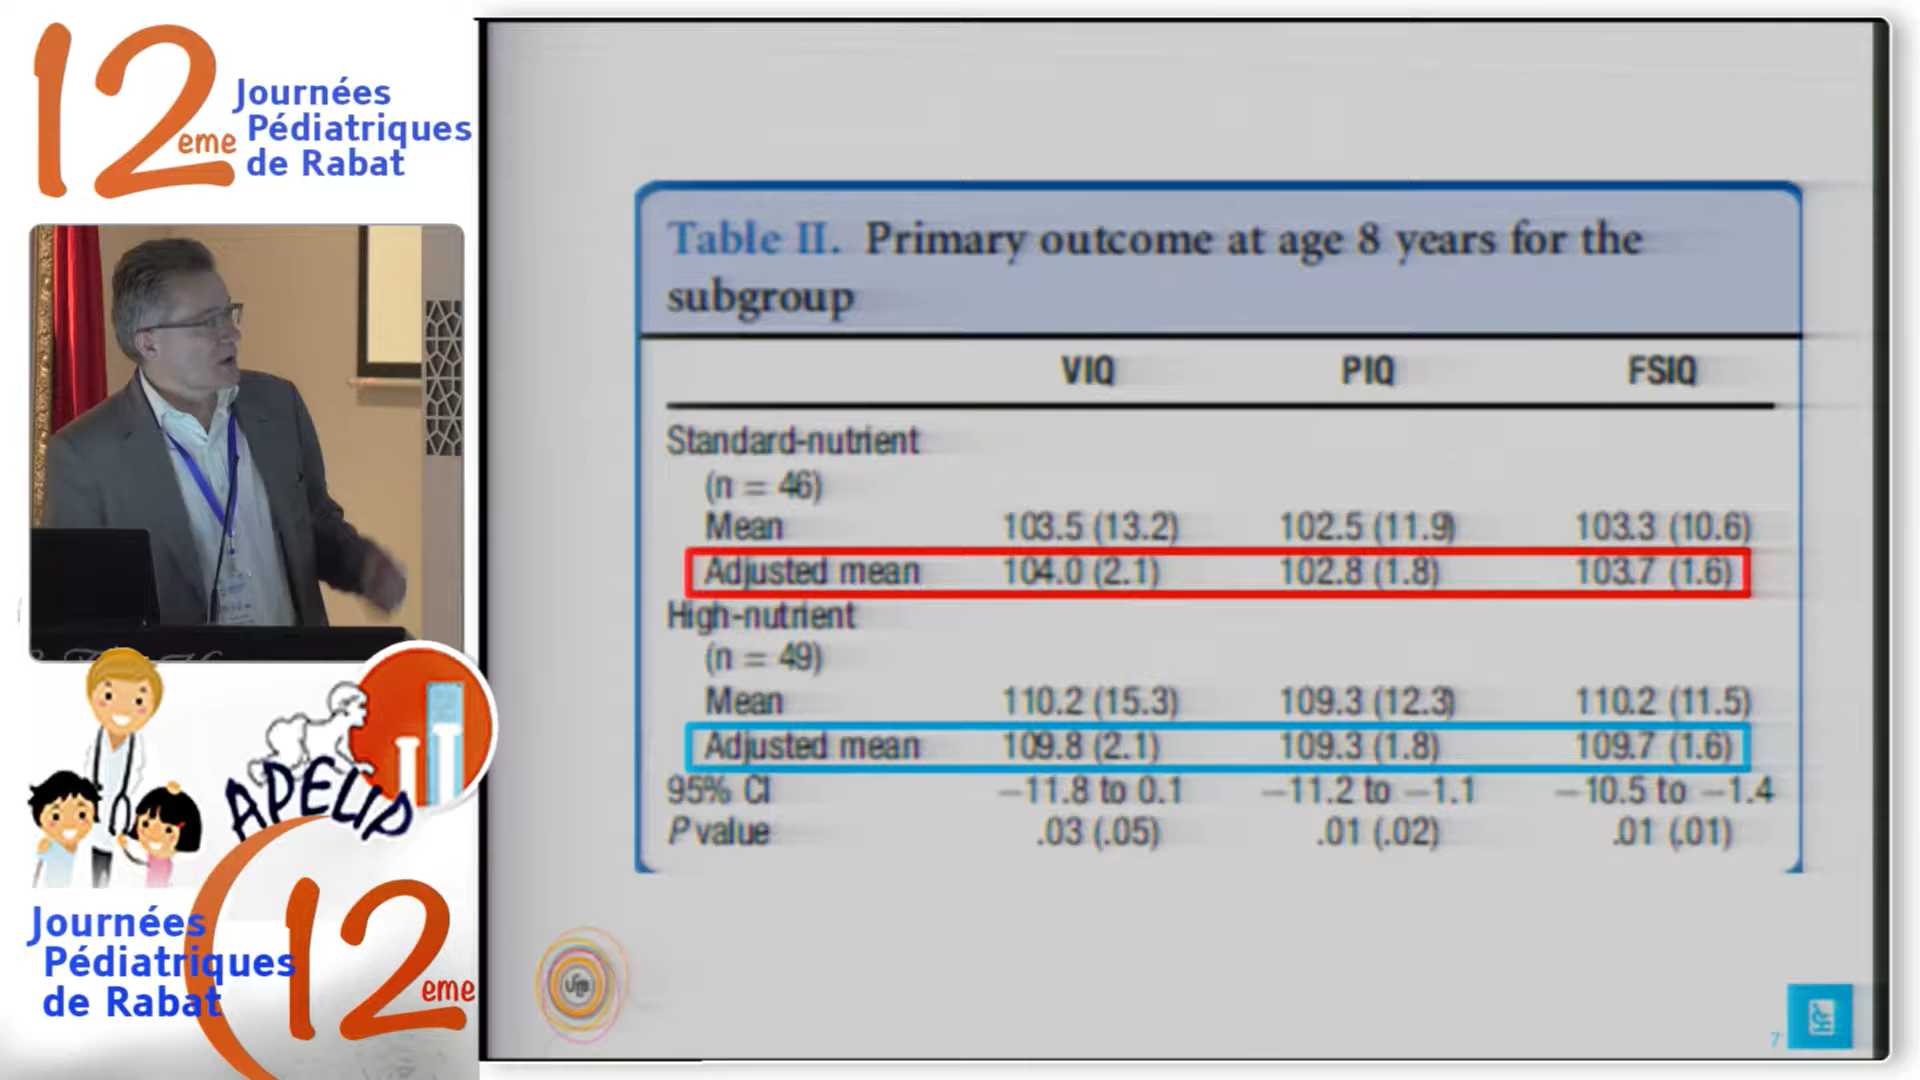 12eme
Journées
Pédiatriques
de Rabat
Table II. Primary outcome at age 8 years for the
subgroup
VIQ PIQ FSIQ
Standard-nutrient
(n = 46)
Mean 103.5 (13.2) 102.5 (11.9) 103.3 (10.6)
Adjusted mean 104.0 (2.1) 102.8 (1.8) 103.7 (1.6)
High-nutrient
(n = 49)
Mean 110.2 (15.3) 109.3 (12.3) 110.2 (11.5)
Adjusted mean 109.8 (2.1) 109.3 (1.8) 109.7 (1.6)
95% CI −11.8 to 0.1 −11.2 to −1.1 −10.5 to −1.4
P value .03 (.05) .01 (.02) .01 (.01)
7
APELIP
Journées
Pédiatriques
de Rabat
12eme